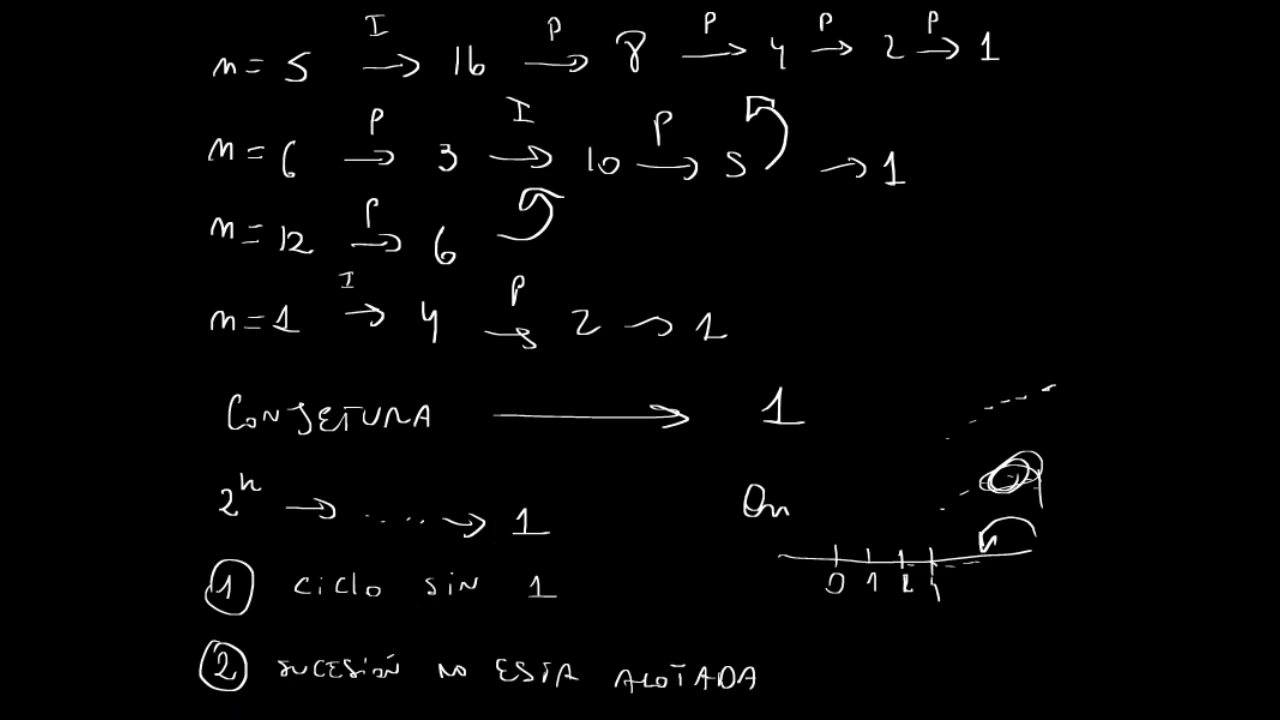 n = 5 I → 16 P → 8 P → 4 P → 2 P → 1
n = 6 P → 3 I → 10 P → 5 → 1
n = 12 P → 6
n = 1 I → 4 P → 2 → 1
CONJETURA → 1
2ⁿ → ..... → 1
On
0 1 2
① ciclo sin 1
② SUCESIÓN NO ESTA ACOTADA